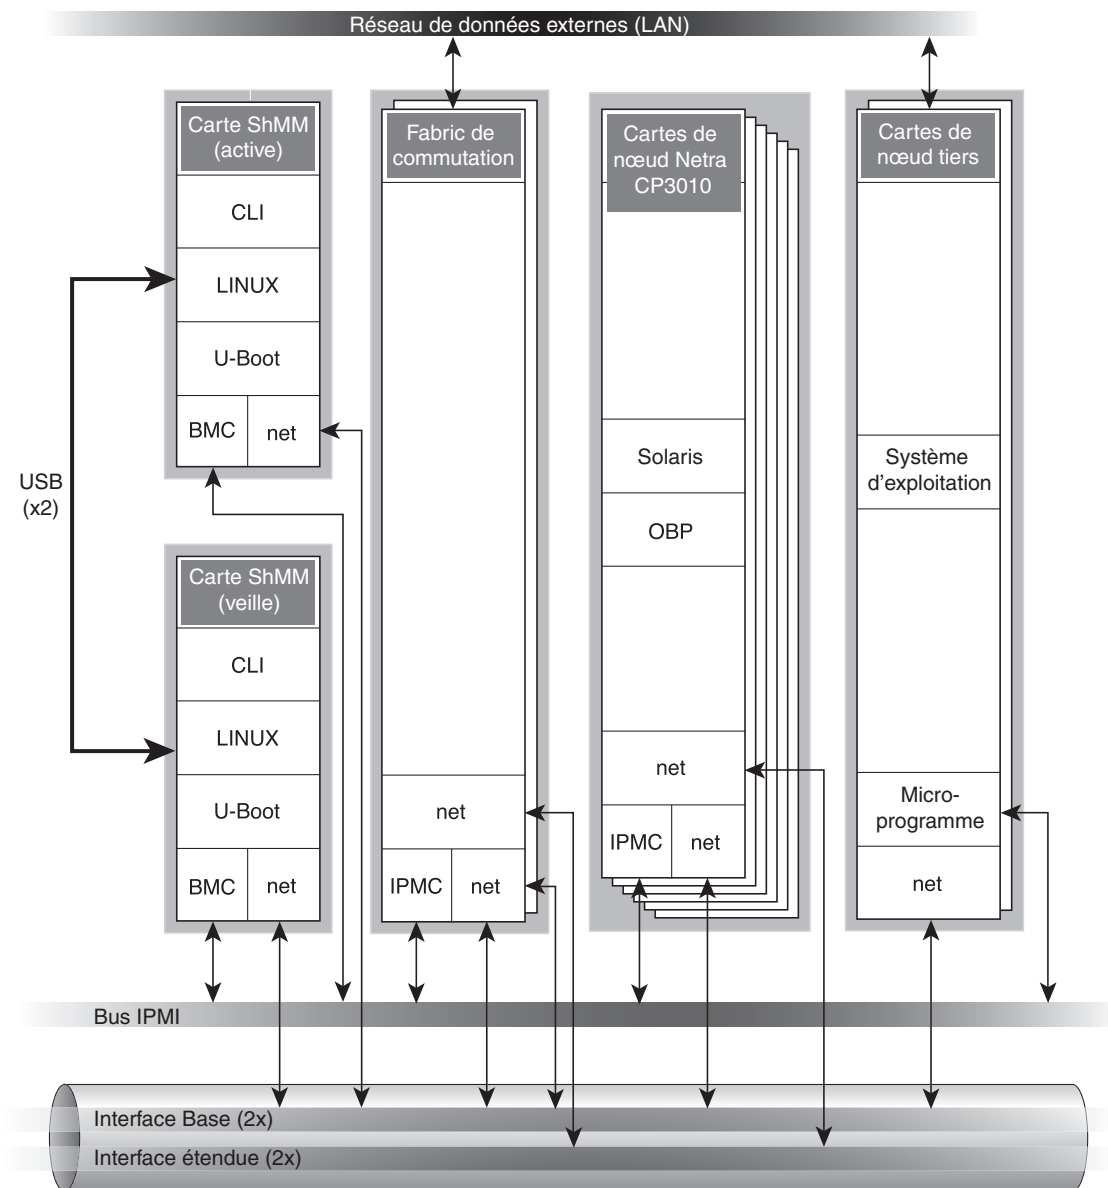 Réseau de données externes (LAN)
Carte ShMM
(active)
CLI
LINUX
U-Boot
BMC
net
USB
(x2)
Carte ShMM
(veille)
CLI
LINUX
U-Boot
BMC
net
Fabric de
commutation
net
IPMC
net
Cartes de
nœud Netra
CP3010
Solaris
OBP
net
IPMC
net
Cartes de
nœud tiers
Système
d'exploitation
Micro-
programme
net
Bus IPMI
Interface Base (2x)
Interface étendue (2x)